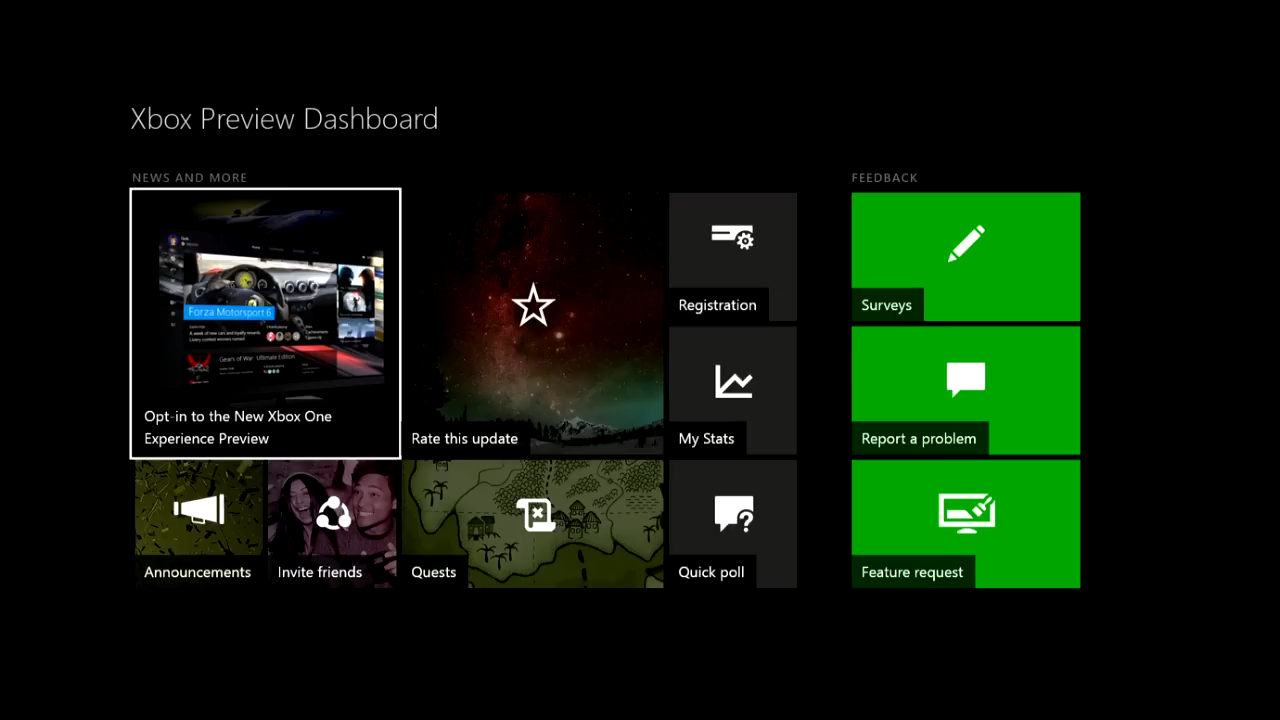 Xbox Preview Dashboard
NEWS AND MORE
Forza Motorsport 6
Gears of War Ultimate Edition
Opt-in to the New Xbox One
Experience Preview
Rate this update
Registration
My Stats
Announcements
Invite friends
Quests
Quick poll
FEEDBACK
Surveys
Report a problem
Feature request